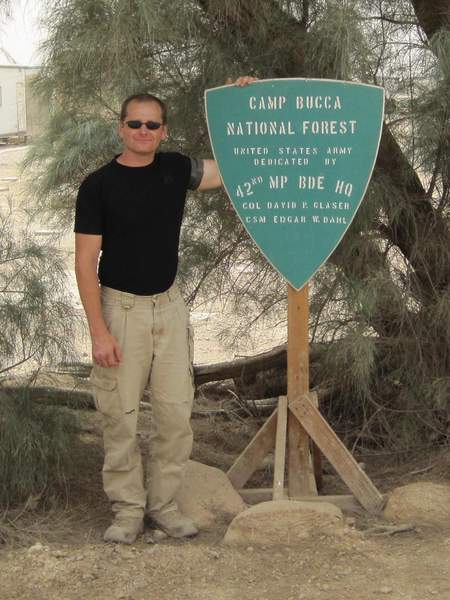 CAMP BUCCA
NATIONAL FOREST
UNITED STATES ARMY
DEDICATED BY
42ND MP BDE HQ
COL DAVID P. GLASER
CSM EDGAR W. DAHL